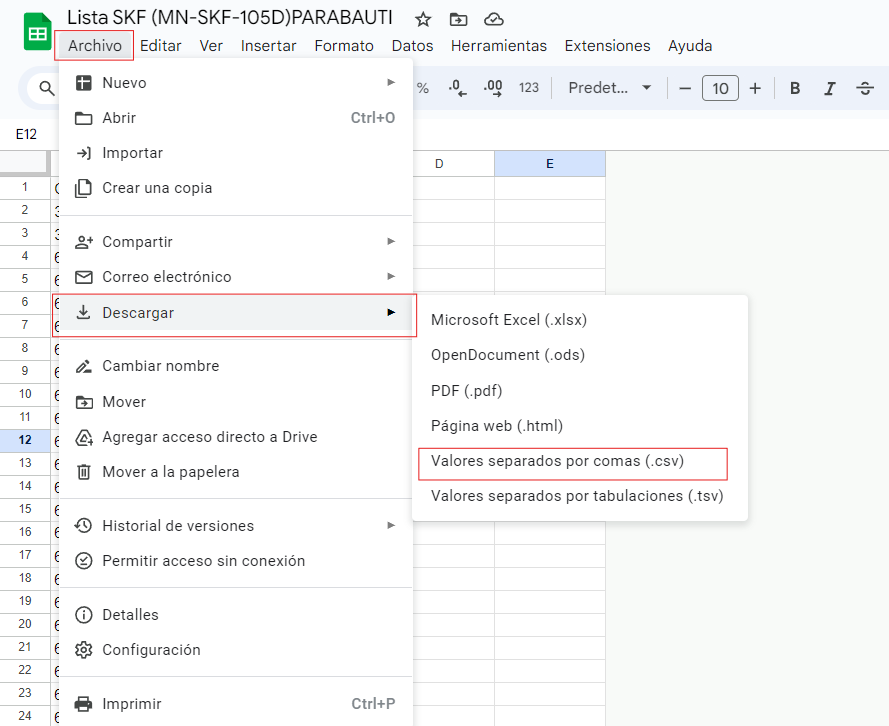 Lista SKF (MN-SKF-105D)PARABAUTI
Archivo Editar Ver Insertar Formato Datos Herramientas Extensiones Ayuda
% .0 .00 123 Predet... 10 B I S
E12
D E
Nuevo
Abrir Ctrl+O
Importar
Crear una copia
Compartir
Correo electrónico
Descargar
Cambiar nombre
Mover
Agregar acceso directo a Drive
Mover a la papelera
Historial de versiones
Permitir acceso sin conexión
Detalles
Configuración
Imprimir Ctrl+P
Microsoft Excel (.xlsx)
OpenDocument (.ods)
PDF (.pdf)
Página web (.html)
Valores separados por comas (.csv)
Valores separados por tabulaciones (.tsv)
1
2
3
4
5
6
7
8
9
10
11
12
13
14
15
16
17
18
19
20
21
22
23
24